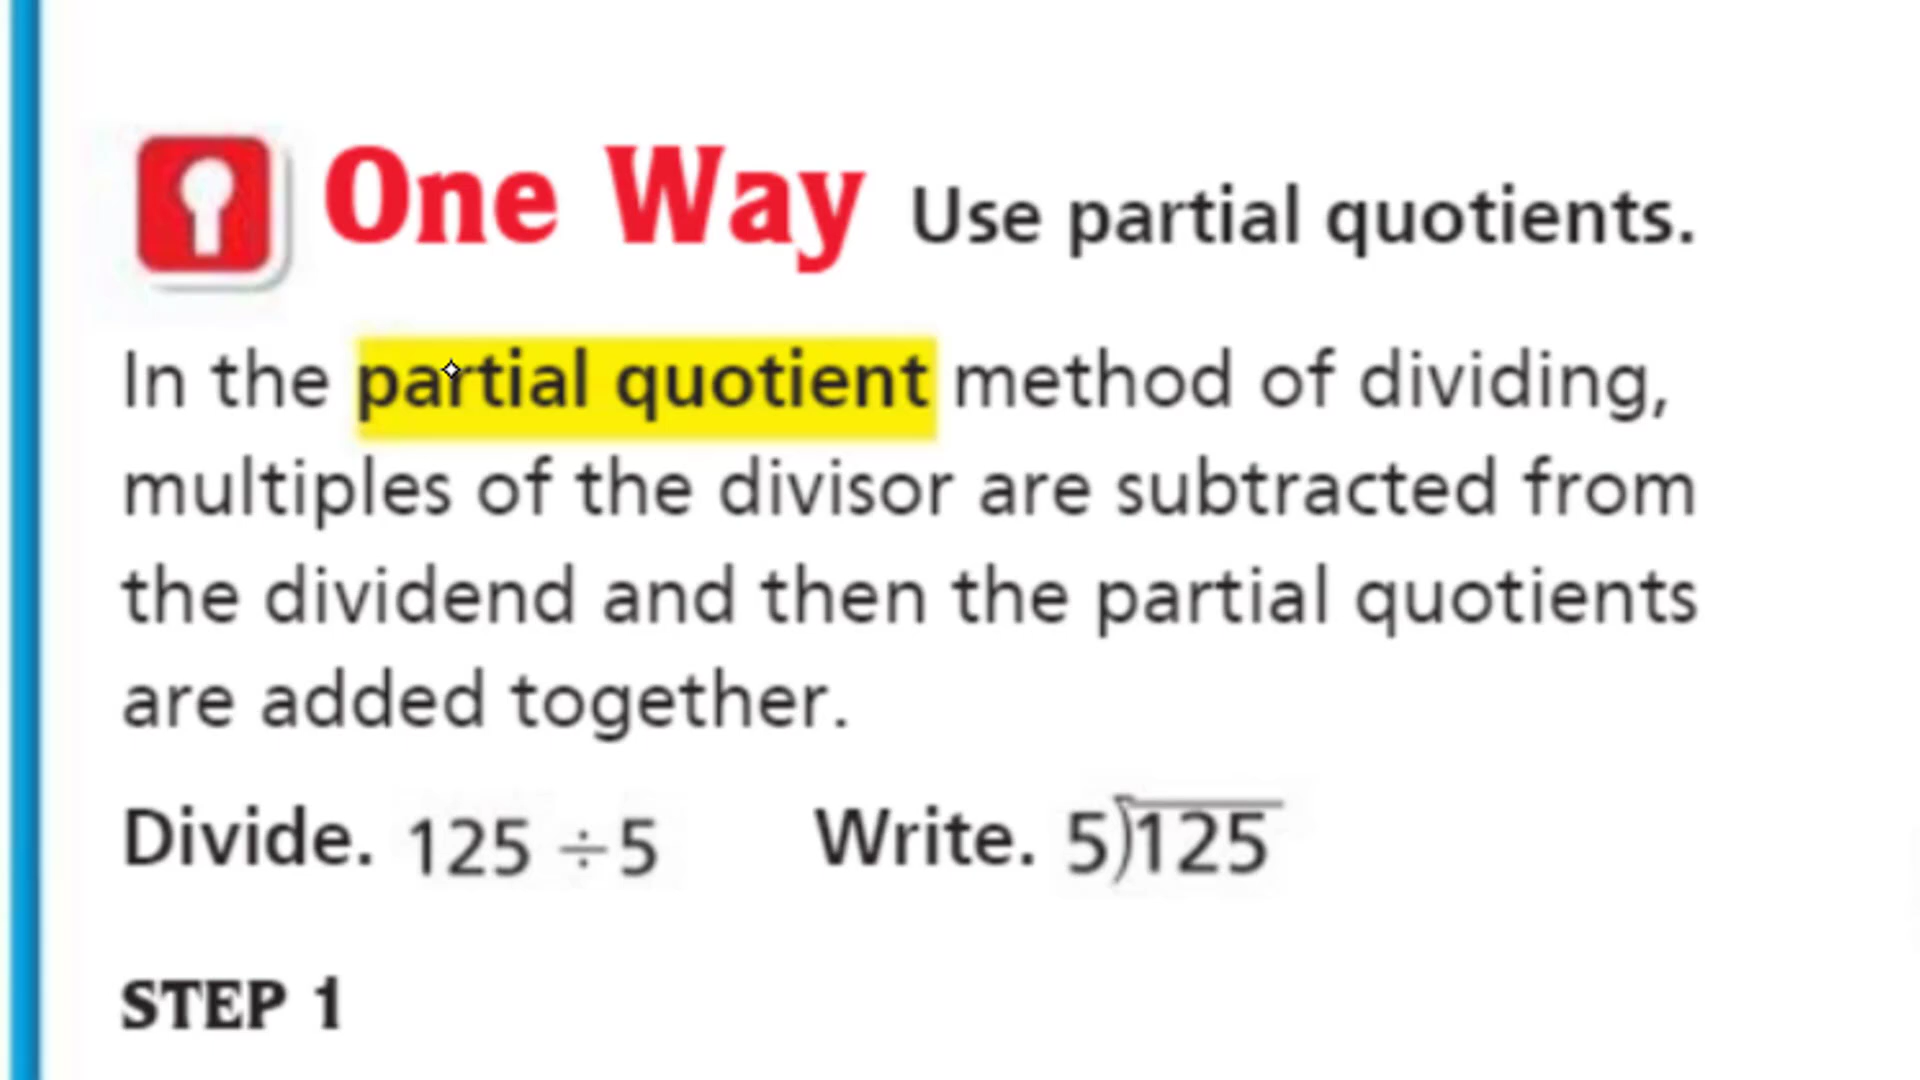 One Way Use partial quotients.
In the partial quotient method of dividing,
multiples of the divisor are subtracted from
the dividend and then the partial quotients
are added together.
Divide. 125 ÷ 5 Write. 5)125
STEP 1